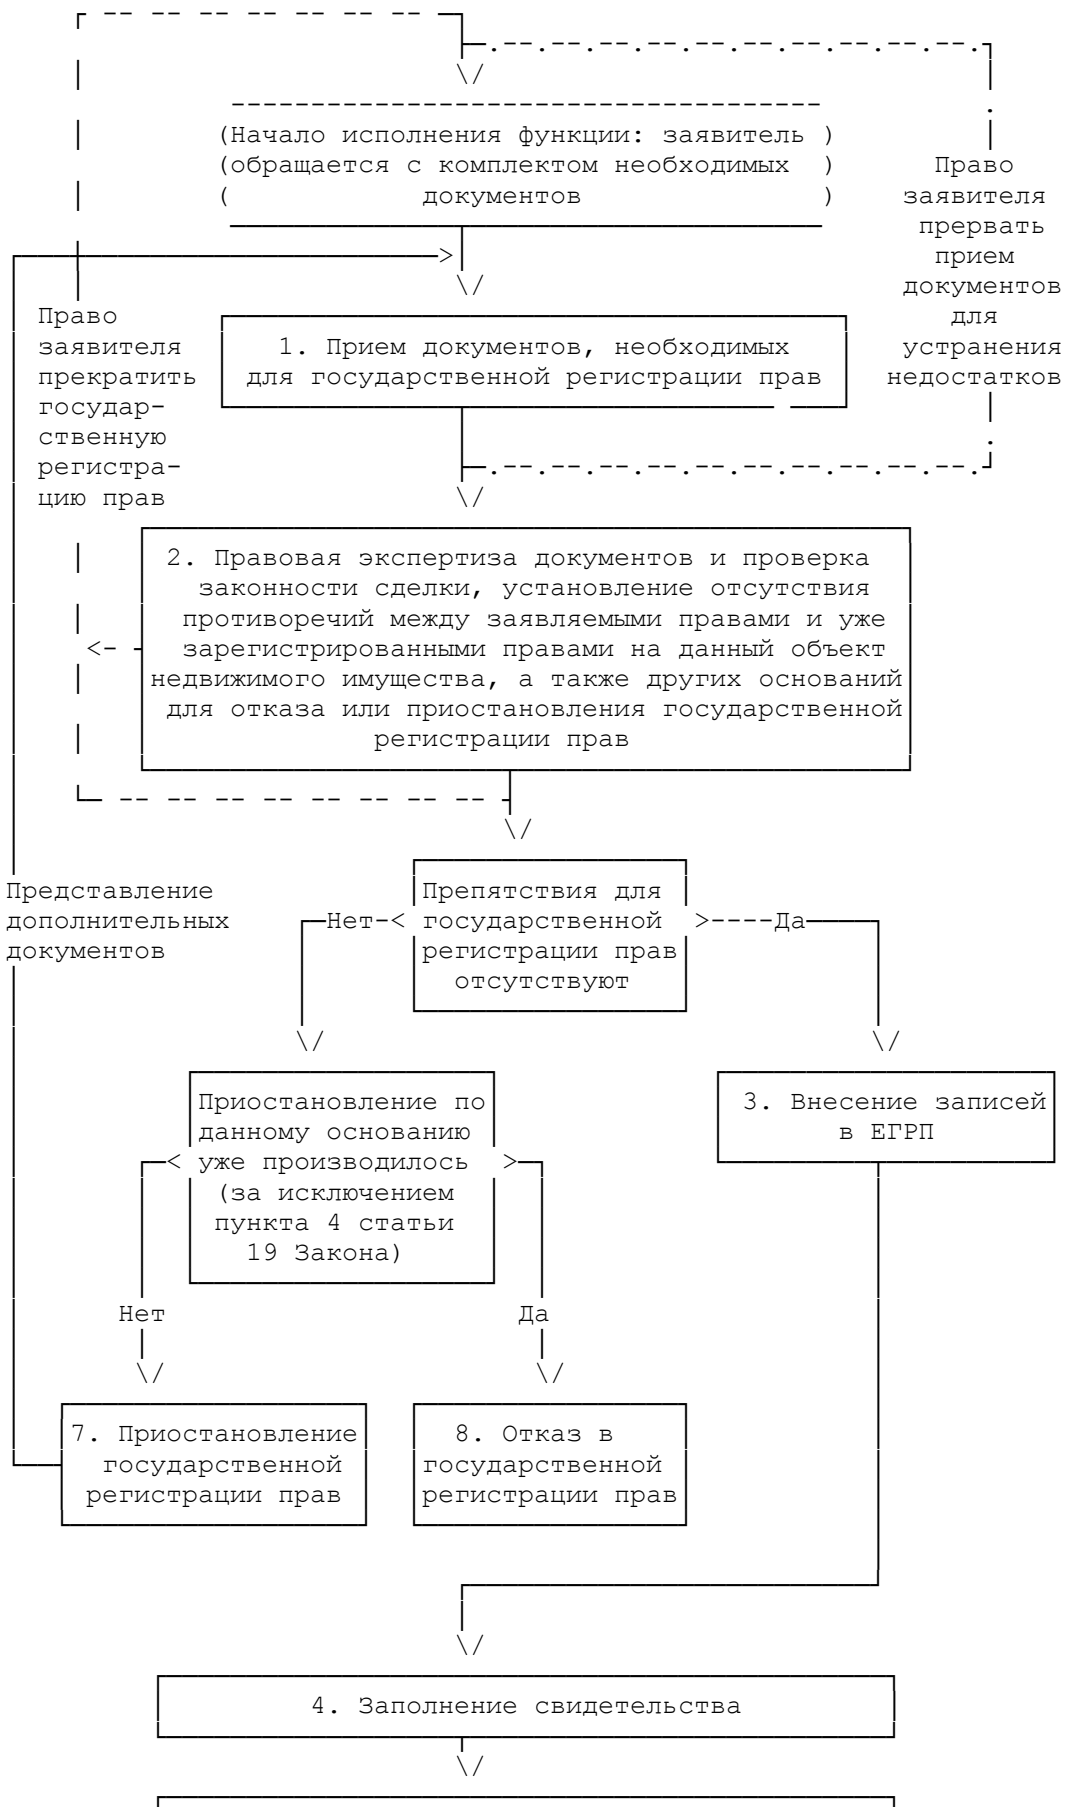 (Начало исполнения функции: заявитель )
(обращается с комплектом необходимых )
( документов )
Право
заявителя
прервать
прием
документов
для
устранения
недостатков
Право
заявителя
прекратить
государ-
ственную
регистра-
цию прав
1. Прием документов, необходимых
для государственной регистрации прав
2. Правовая экспертиза документов и проверка
законности сделки, установление отсутствия
противоречий между заявляемыми правами и уже
зарегистрированными правами на данный объект
недвижимого имущества, а также других оснований
для отказа или приостановления государственной
регистрации прав
Представление
дополнительных
документов
Препятствия для
государственной
регистрации прав
отсутствуют
Нет
Да
Приостановление по
данному основанию
уже производилось
(за исключением
пункта 4 статьи
19 Закона)
3. Внесение записей
в ЕГРП
Нет
Да
7. Приостановление
государственной
регистрации прав
8. Отказ в
государственной
регистрации прав
4. Заполнение свидетельства